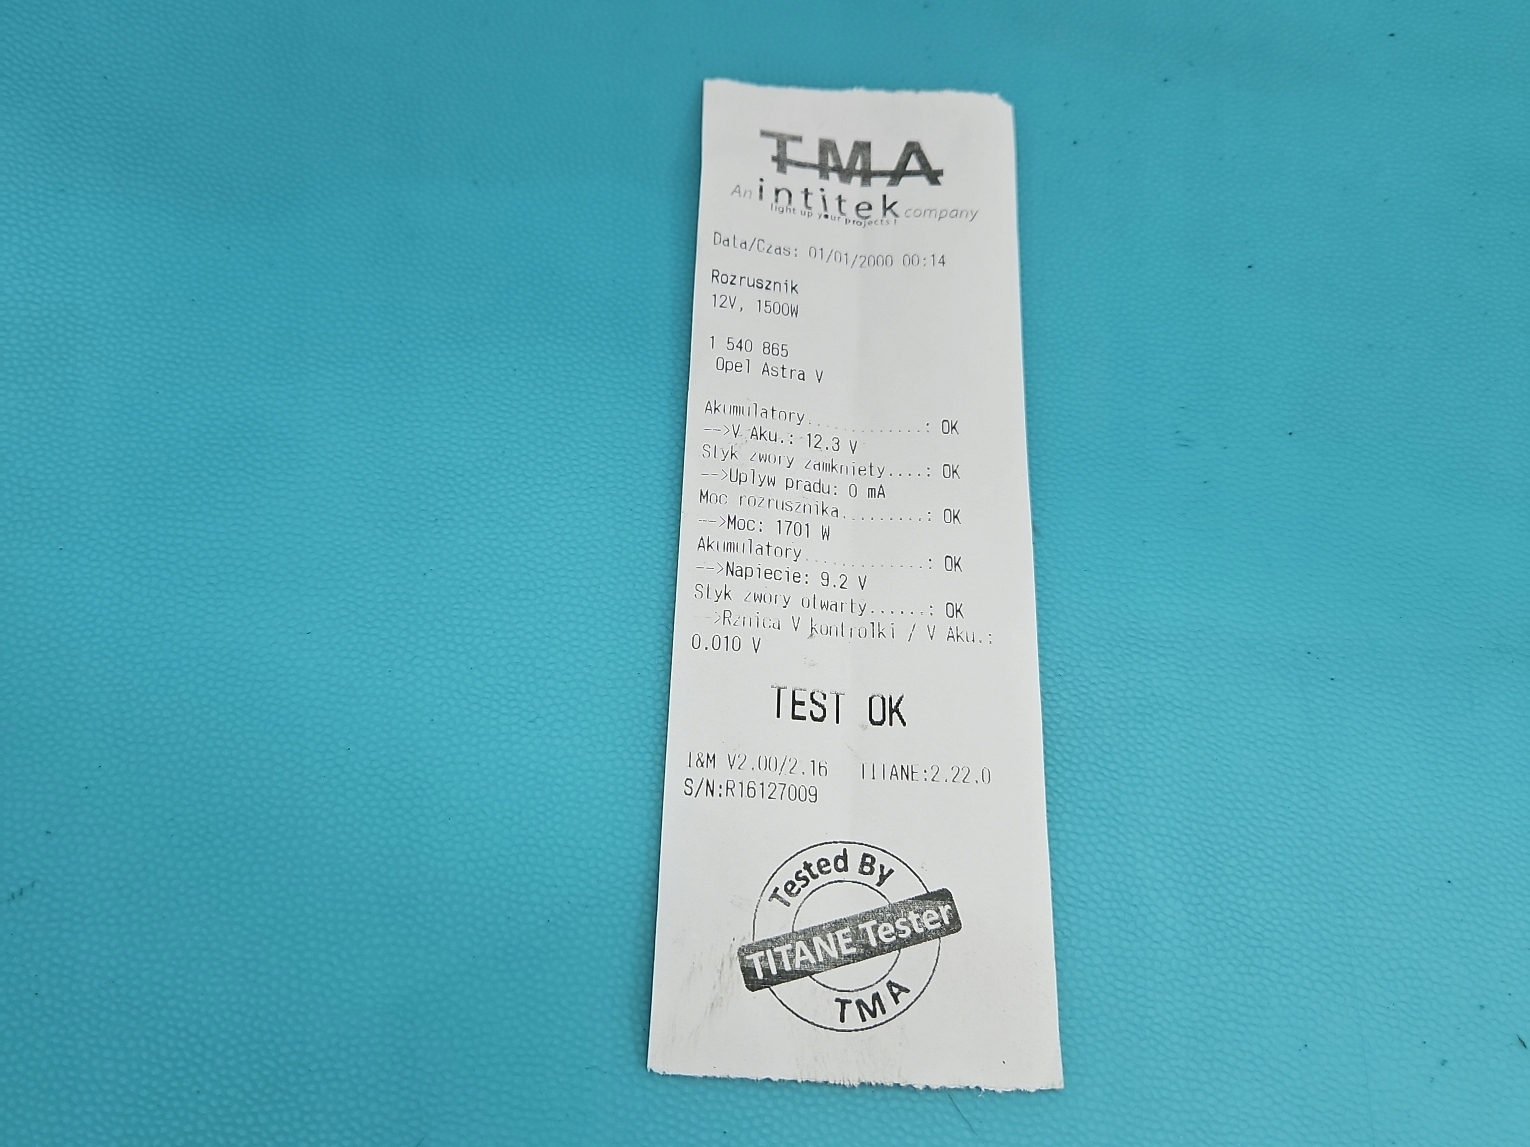 TMA
An intitek company
light up your projects!
Data/Czas: 01/01/2000 00:14
Rozrusznik
12V, 1500W
1 540 865
Opel Astra V
Akumulatory.............: OK
-->V Aku.: 12.3 V
Styk zwory zamkniety....: OK
-->Uplyw pradu: 0 mA
Moc rozrusznika.........: OK
-->Moc: 1701 W
Akumulatory.............: OK
-->Napiecie: 9.2 V
Styk zwory otwarty......: OK
-->Rznica V kontrolki / V Aku.:
0.010 V
TEST OK
I&M V2.00/2.16 TITANE:2.22.0
S/N:R16127009
Tested By
TITANE Tester
TMA